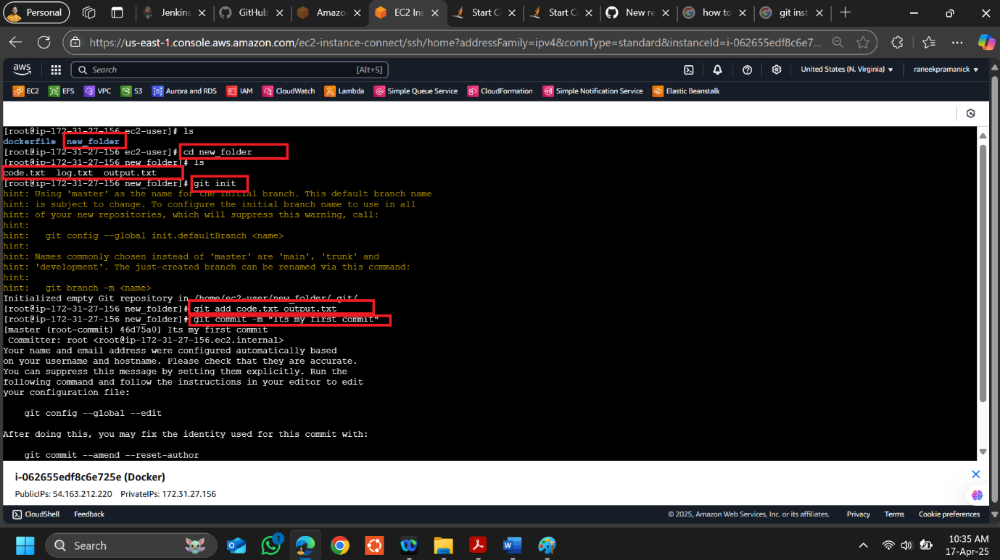 Personal
Jenkins
GitHub
Amazo
EC2 Ins
Start C
Start C
New re
how to
git inst
https://us-east-1.console.aws.amazon.com/ec2-instance-connect/ssh/home?addressFamily=ipv4&connType=standard&instanceId=i-062655edf8c6e7...
aws
Search [Alt+S]
United States (N. Virginia)
raneekpramanick
EC2 EFS VPC S3 Aurora and RDS IAM CloudWatch Lambda Simple Queue Service CloudFormation Simple Notification Service Elastic Beanstalk
[root@ip-172-31-27-156 ec2-user]# ls
dockerfile new_folder
[root@ip-172-31-27-156 ec2-user]# cd new_folder
[root@ip-172-31-27-156 new_folder]# ls
code.txt log.txt output.txt
[root@ip-172-31-27-156 new_folder]# git init
hint: Using 'master' as the name for the initial branch. This default branch name
hint: is subject to change. To configure the initial branch name to use in all
hint: of your new repositories, which will suppress this warning, call:
hint:
hint: git config --global init.defaultBranch <name>
hint:
hint: Names commonly chosen instead of 'master' are 'main', 'trunk' and
hint: 'development'. The just-created branch can be renamed via this command:
hint:
hint: git branch -m <name>
Initialized empty Git repository in /home/ec2-user/new_folder/.git/
[root@ip-172-31-27-156 new_folder]# git add code.txt output.txt
[root@ip-172-31-27-156 new_folder]# git commit -m "Its my first commit"
[master (root-commit) 46d75a0] Its my first commit
Committer: root <root@ip-172-31-27-156.ec2.internal>
Your name and email address were configured automatically based
on your username and hostname. Please check that they are accurate.
You can suppress this message by setting them explicitly. Run the
following command and follow the instructions in your editor to edit
your configuration file:
git config --global --edit
After doing this, you may fix the identity used for this commit with:
git commit --amend --reset-author
i-062655edf8c6e725e (Docker)
PublicIPs: 54.163.212.220 PrivateIPs: 172.31.27.156
CloudShell Feedback © 2025, Amazon Web Services, Inc. or its affiliates. Privacy Terms Cookie preferences
Search
1
10:35 AM
17-Apr-25